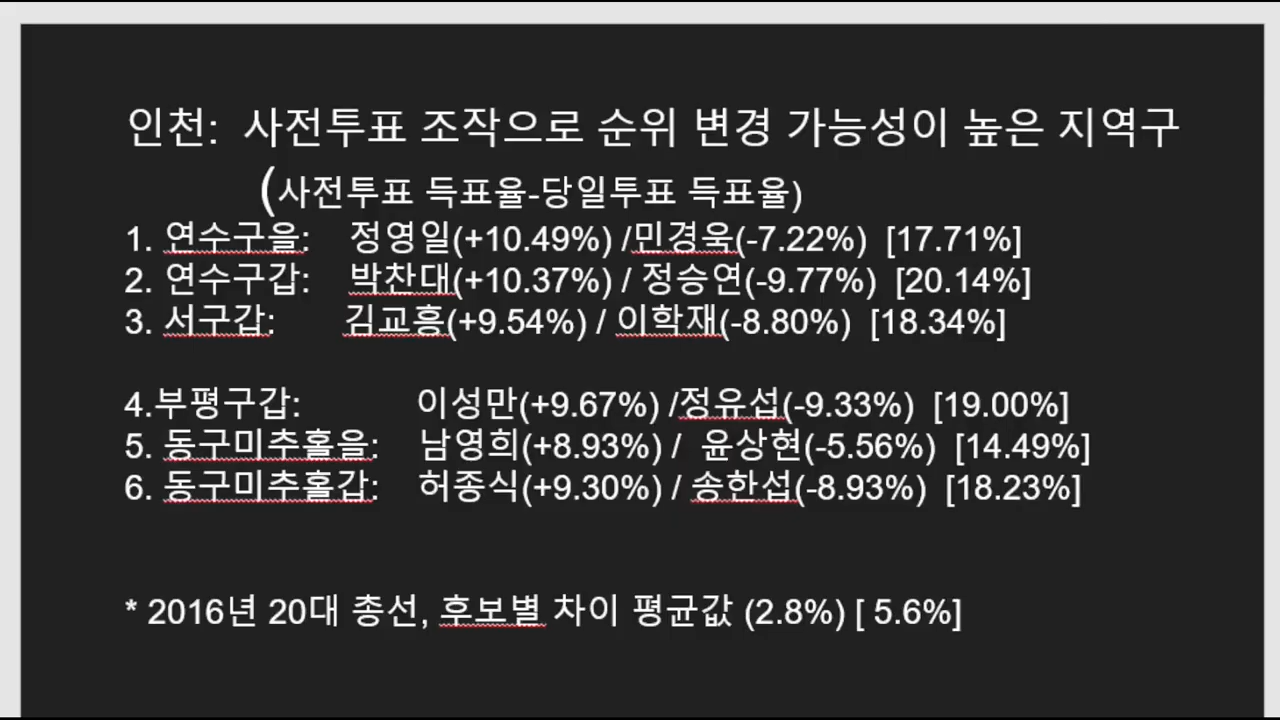 인천: 사전투표 조작으로 순위 변경 가능성이 높은 지역구
(사전투표 득표율-당일투표 득표율)
1. 연수구을: 정영일(+10.49%) /민경욱(-7.22%) [17.71%]
2. 연수구갑: 박찬대(+10.37%) / 정승연(-9.77%) [20.14%]
3. 서구갑: 김교흥(+9.54%) / 이학재(-8.80%) [18.34%]
4.부평구갑: 이성만(+9.67%) /정유섭(-9.33%) [19.00%]
5. 동구미추홀을: 남영희(+8.93%) / 윤상현(-5.56%) [14.49%]
6. 동구미추홀갑: 허종식(+9.30%) / 송한섭(-8.93%) [18.23%]
* 2016년 20대 총선, 후보별 차이 평균값 (2.8%) [ 5.6%]